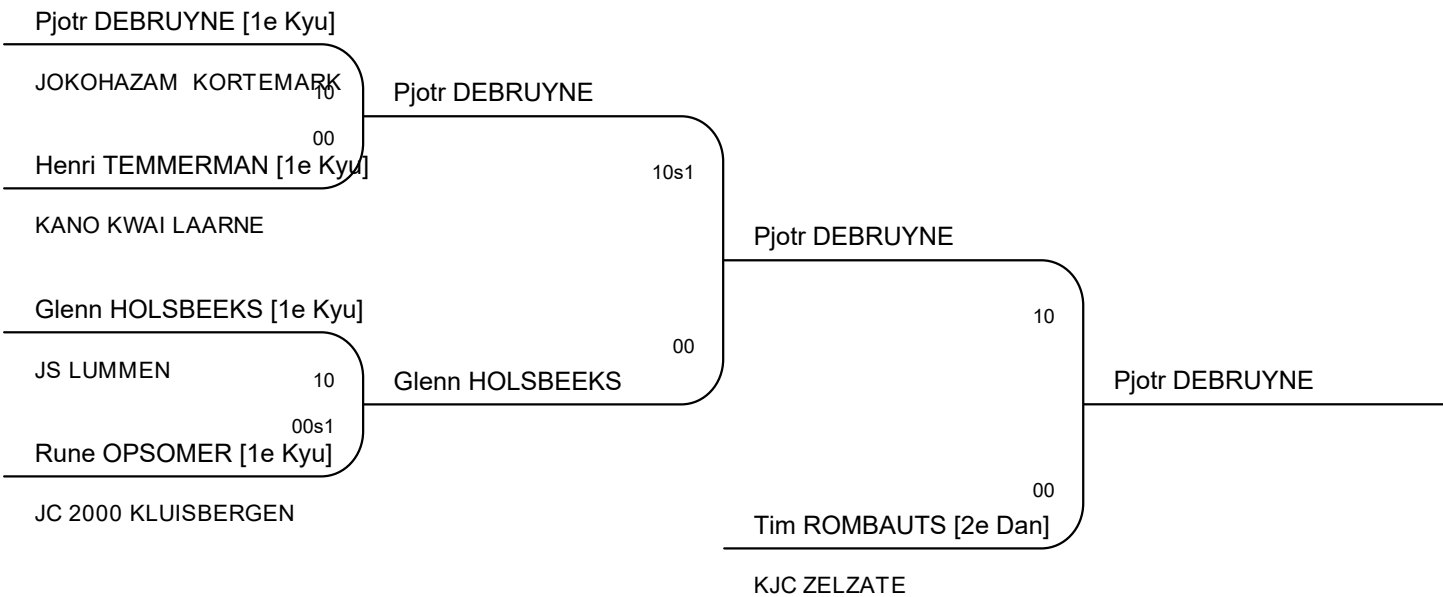 Pjotr DEBRUYNE [1e Kyu]
JOKOHAZAM KORTEMARK
10
00
Henri TEMMERMAN [1e Kyu]
KANO KWAI LAARNE
Glenn HOLSBEEKS [1e Kyu]
JS LUMMEN
10
00s1
Rune OPSOMER [1e Kyu]
JC 2000 KLUISBERGEN
Pjotr DEBRUYNE
10s1
00
Glenn HOLSBEEKS
Pjotr DEBRUYNE
10
00
Tim ROMBAUTS [2e Dan]
KJC ZELZATE
Pjotr DEBRUYNE